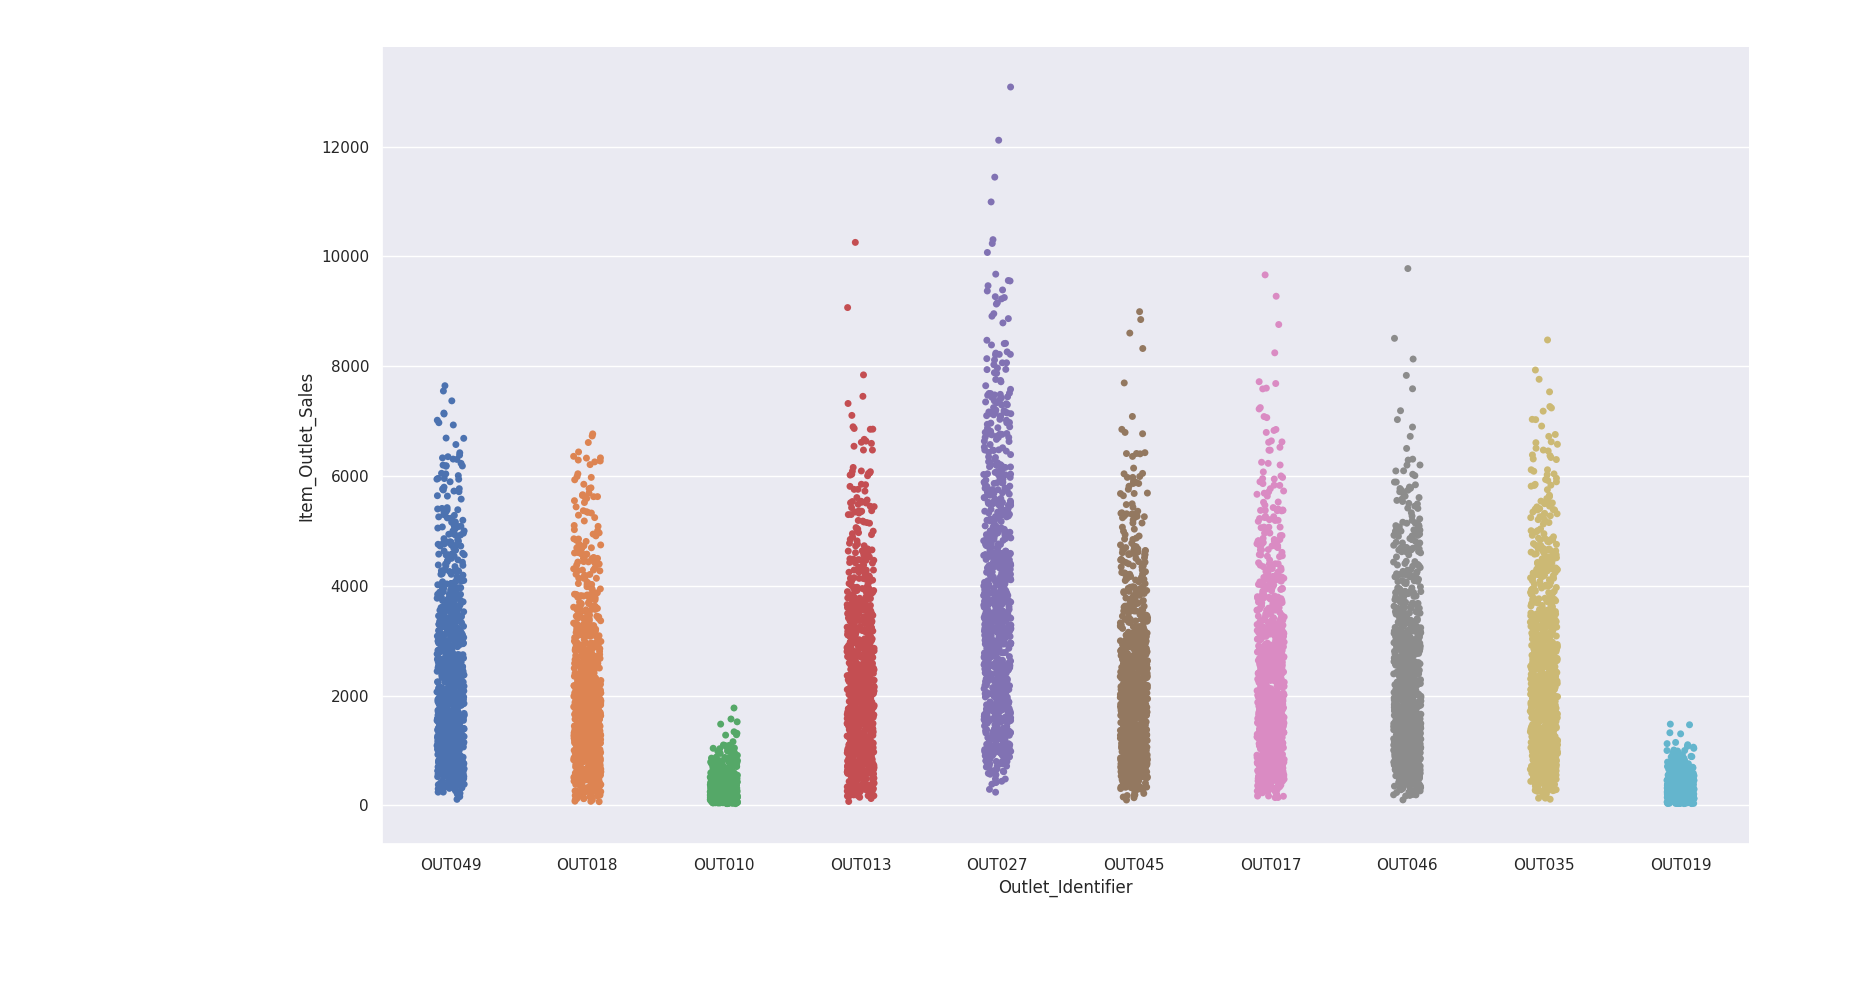 12000
10000
8000
6000
4000
2000
0
Item_Outlet_Sales
OUT049 OUT018 OUT010 OUT013 OUT027 OUT045 OUT017 OUT046 OUT035 OUT019
Outlet_Identifier